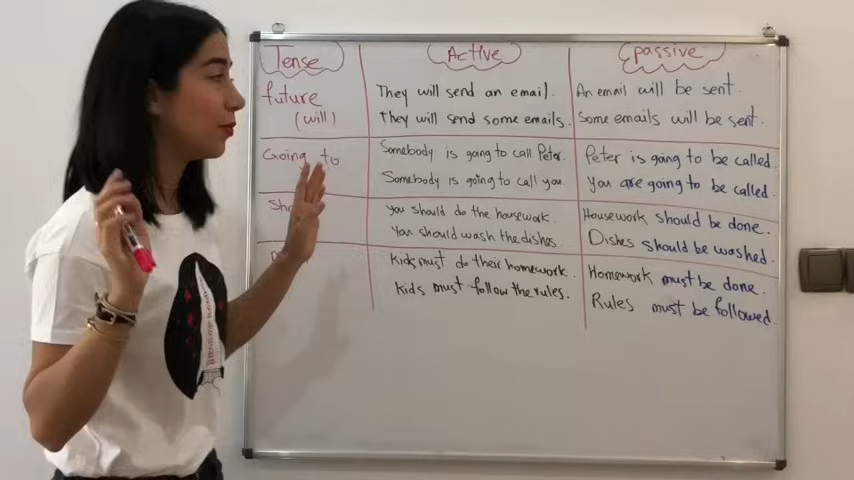 Tense Active passive
future They will send an email. An email will be sent.
(will) They will send some emails. Some emails will be sent.
Going to Somebody is going to call Peter. Peter is going to be called.
Somebody is going to call you. You are going to be called.
you should do the housework. Housework should be done.
You should wash the dishes. Dishes should be washed.
Kids must do their homework. Homework must be done.
Kids must follow the rules. Rules must be followed.